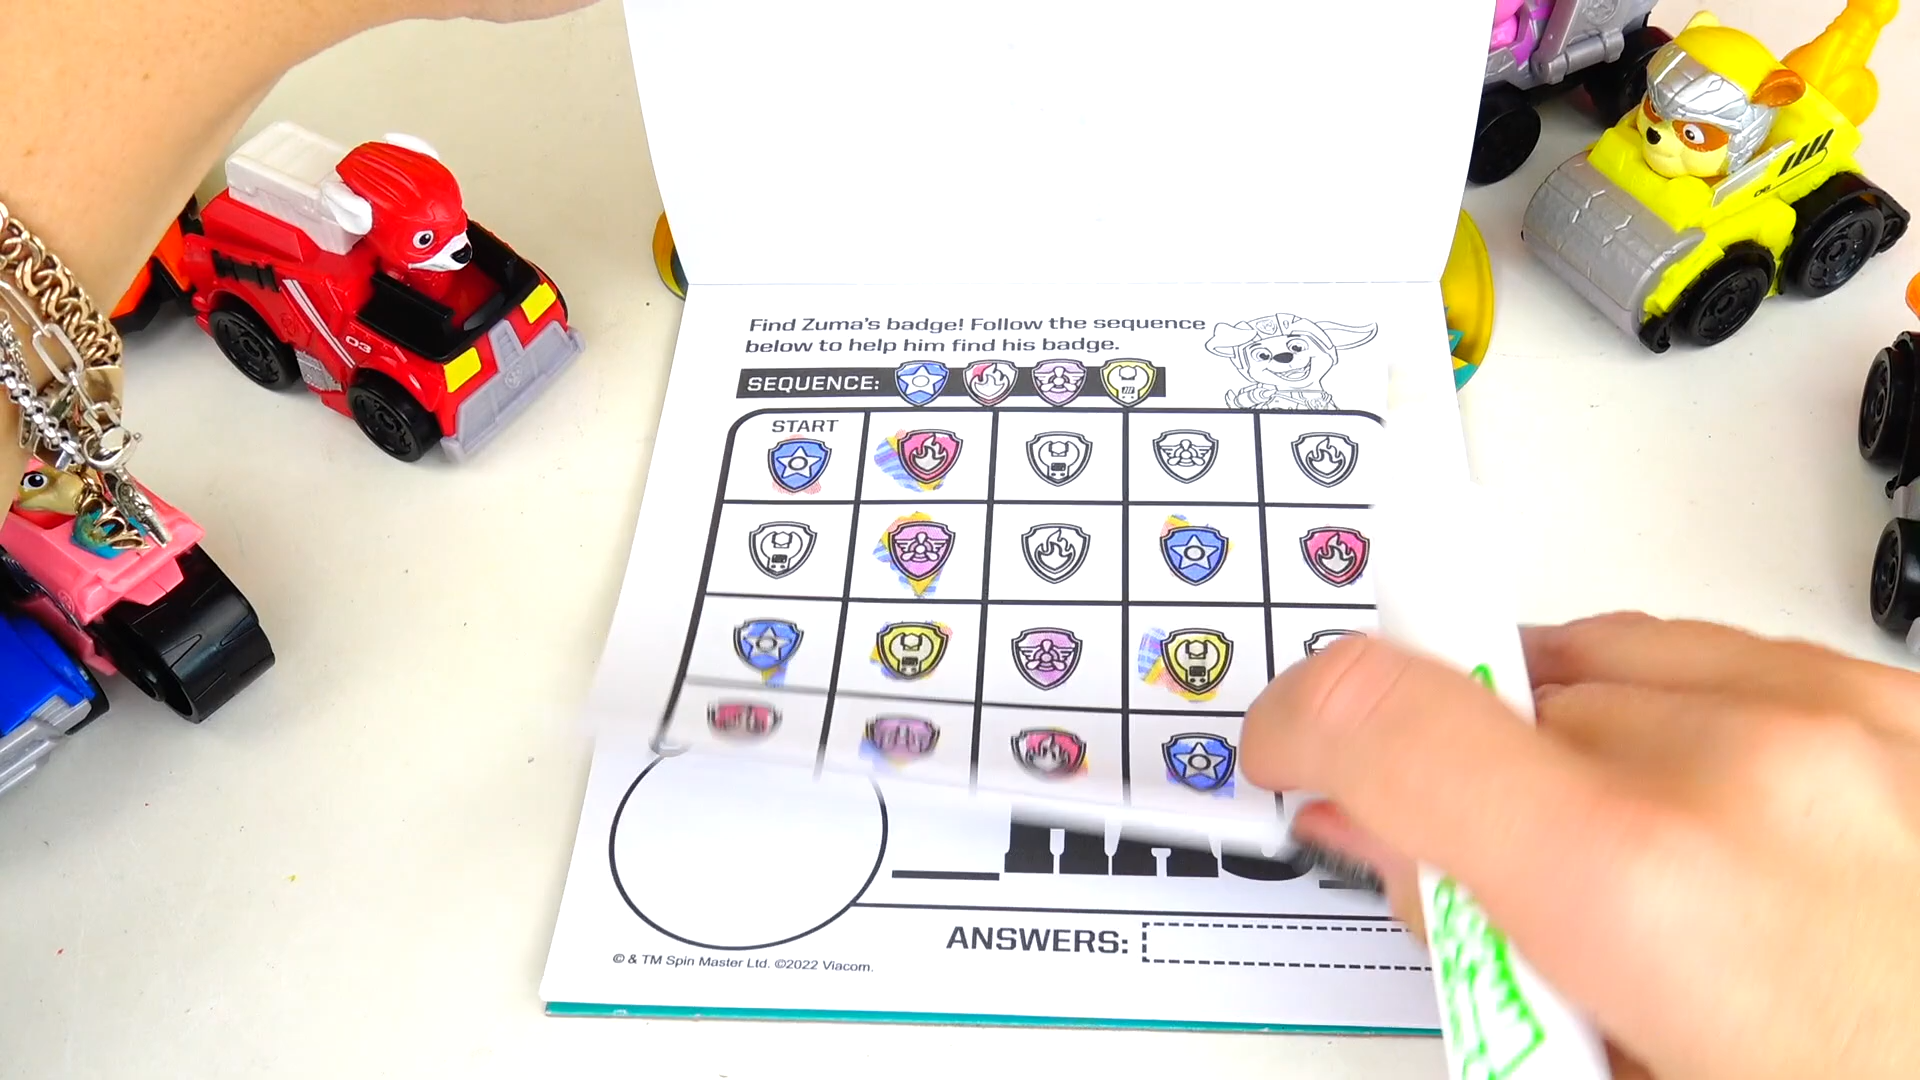 Find Zuma's badge! Follow the sequence
below to help him find his badge.
SEQUENCE:
START
03
ANSWERS:
© & TM Spin Master Ltd. ©2022 Viacom.